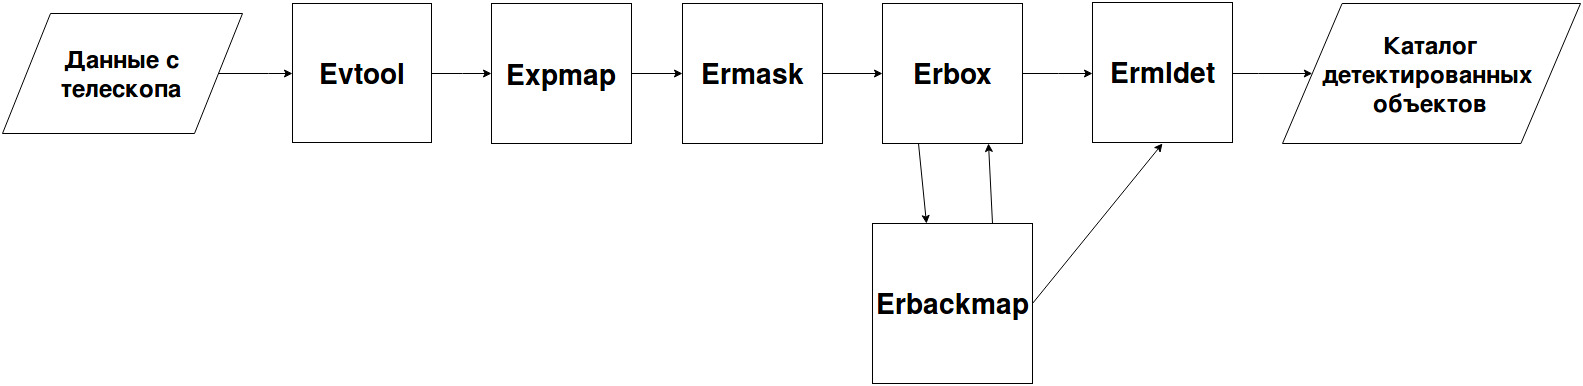 Данные с
телескопа
Evtool
Expmap
Ermask
Erbox
Ermldet
Каталог
детектированных
объектов
Erbackmap